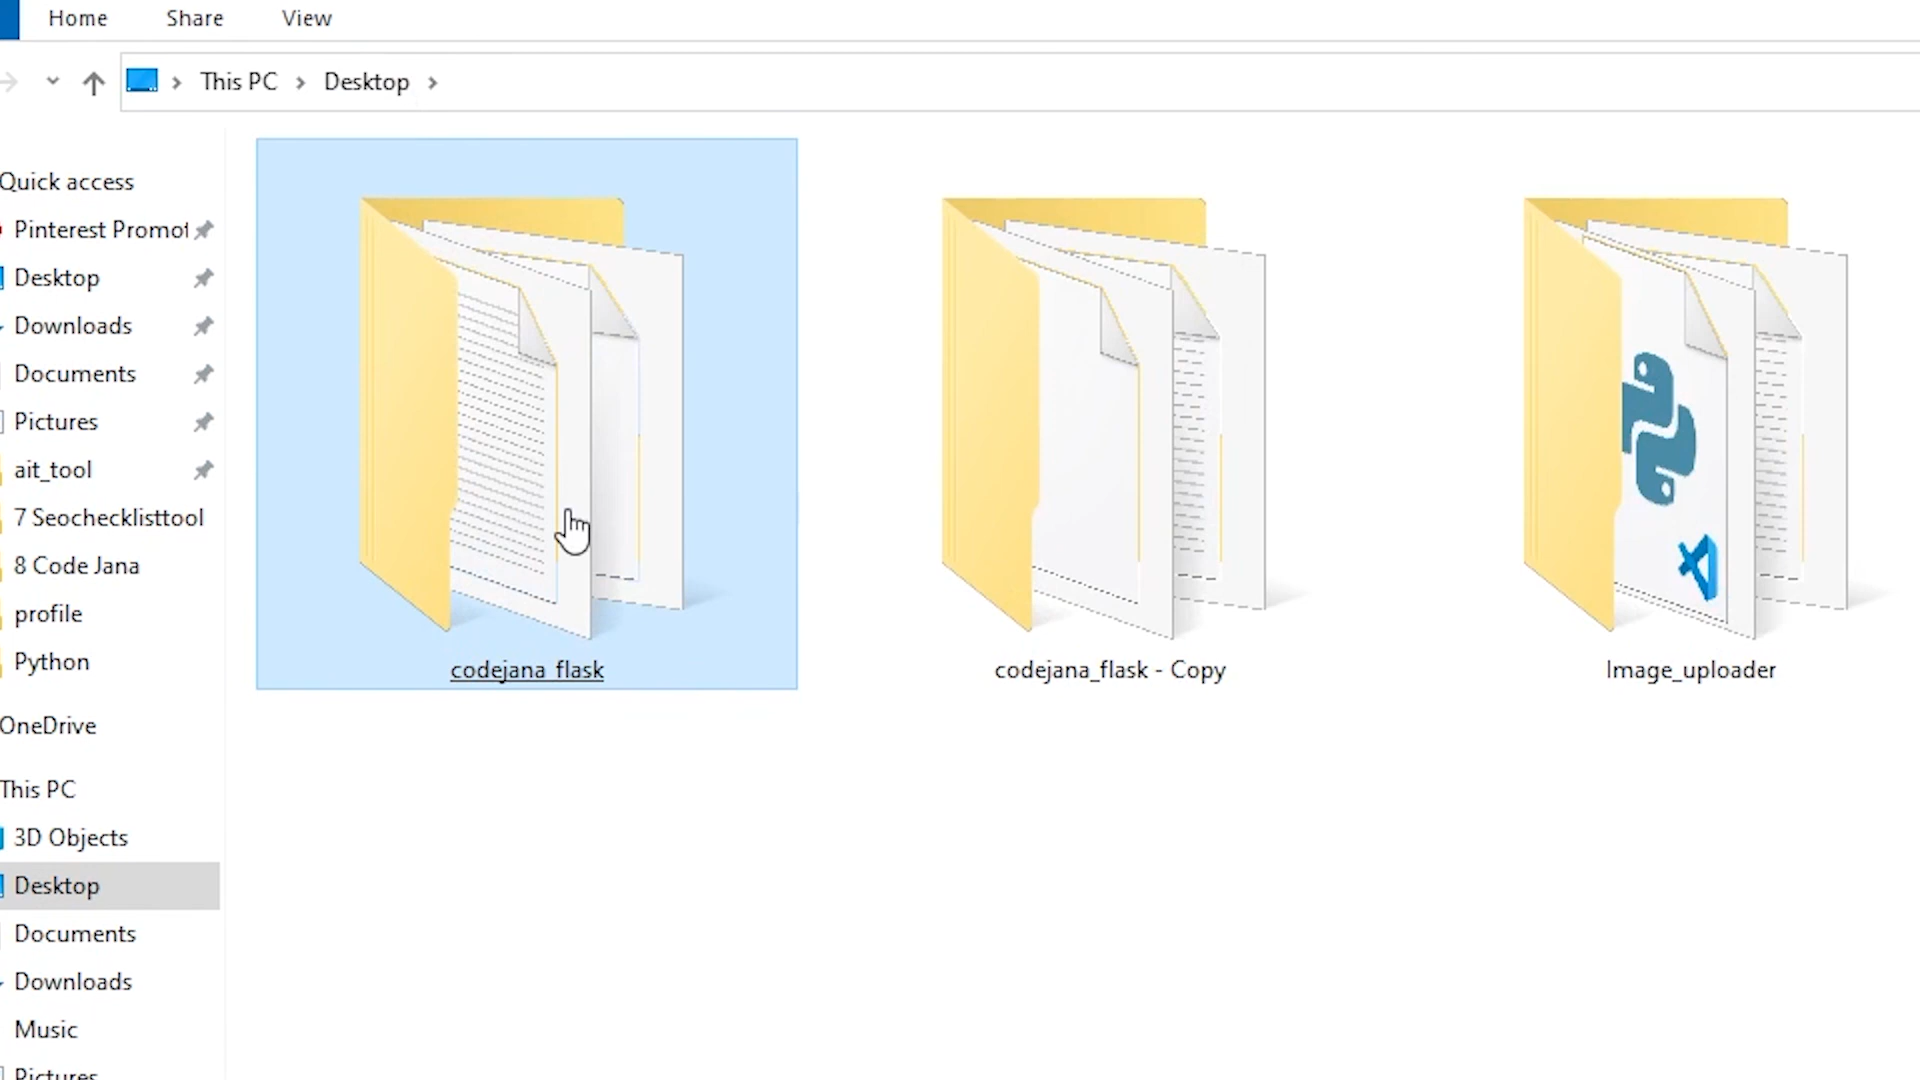 Home Share View
This PC Desktop
Quick access
Pinterest Promot
Desktop
Downloads
Documents
Pictures
ait_tool
7 Seochecklisttool
8 Code Jana
profile
Python
OneDrive
This PC
3D Objects
Desktop
Documents
Downloads
Music
Pictures
codejana_flask
codejana_flask - Copy
Image_uploader